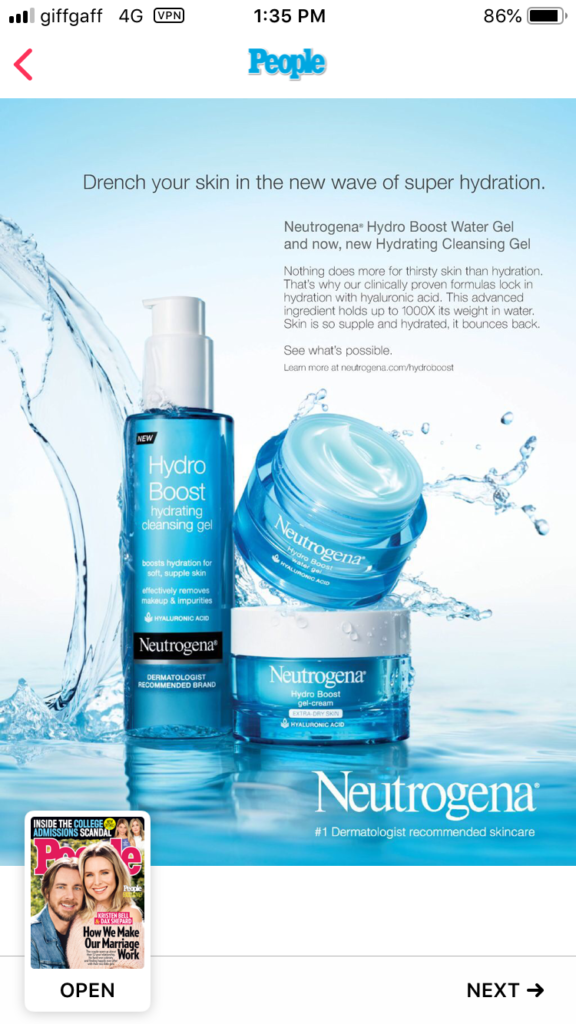 giffgaff 4G VPN 1:35 PM 86%
People
Drench your skin in the new wave of super hydration.
Neutrogena® Hydro Boost Water Gel
and now, new Hydrating Cleansing Gel
Nothing does more for thirsty skin than hydration.
That's why our clinically proven formulas lock in
hydration with hyaluronic acid. This advanced
ingredient holds up to 1000X its weight in water.
Skin is so supple and hydrated, it bounces back.
See what's possible.
Learn more at neutrogena.com/hydroboost
NEW
Hydro
Boost
hydrating
cleansing gel
boosts hydration for
soft, supple skin
effectively removes
makeup & impurities
HYALURONIC ACID
Neutrogena®
DERMATOLOGIST
RECOMMENDED BRAND
Neutrogena®
Hydro Boost
water gel
HYALURONIC ACID
Neutrogena®
Hydro Boost
gel-cream
EXTRA DRY SKIN
HYALURONIC ACID
Neutrogena®
#1 Dermatologist recommended skincare
INSIDE THE COLLEGE
ADMISSIONS SCANDAL
People
People
KRISTEN BELL
& DAX SHEPARD
How We Make
Our Marriage
Work
OPEN
NEXT →